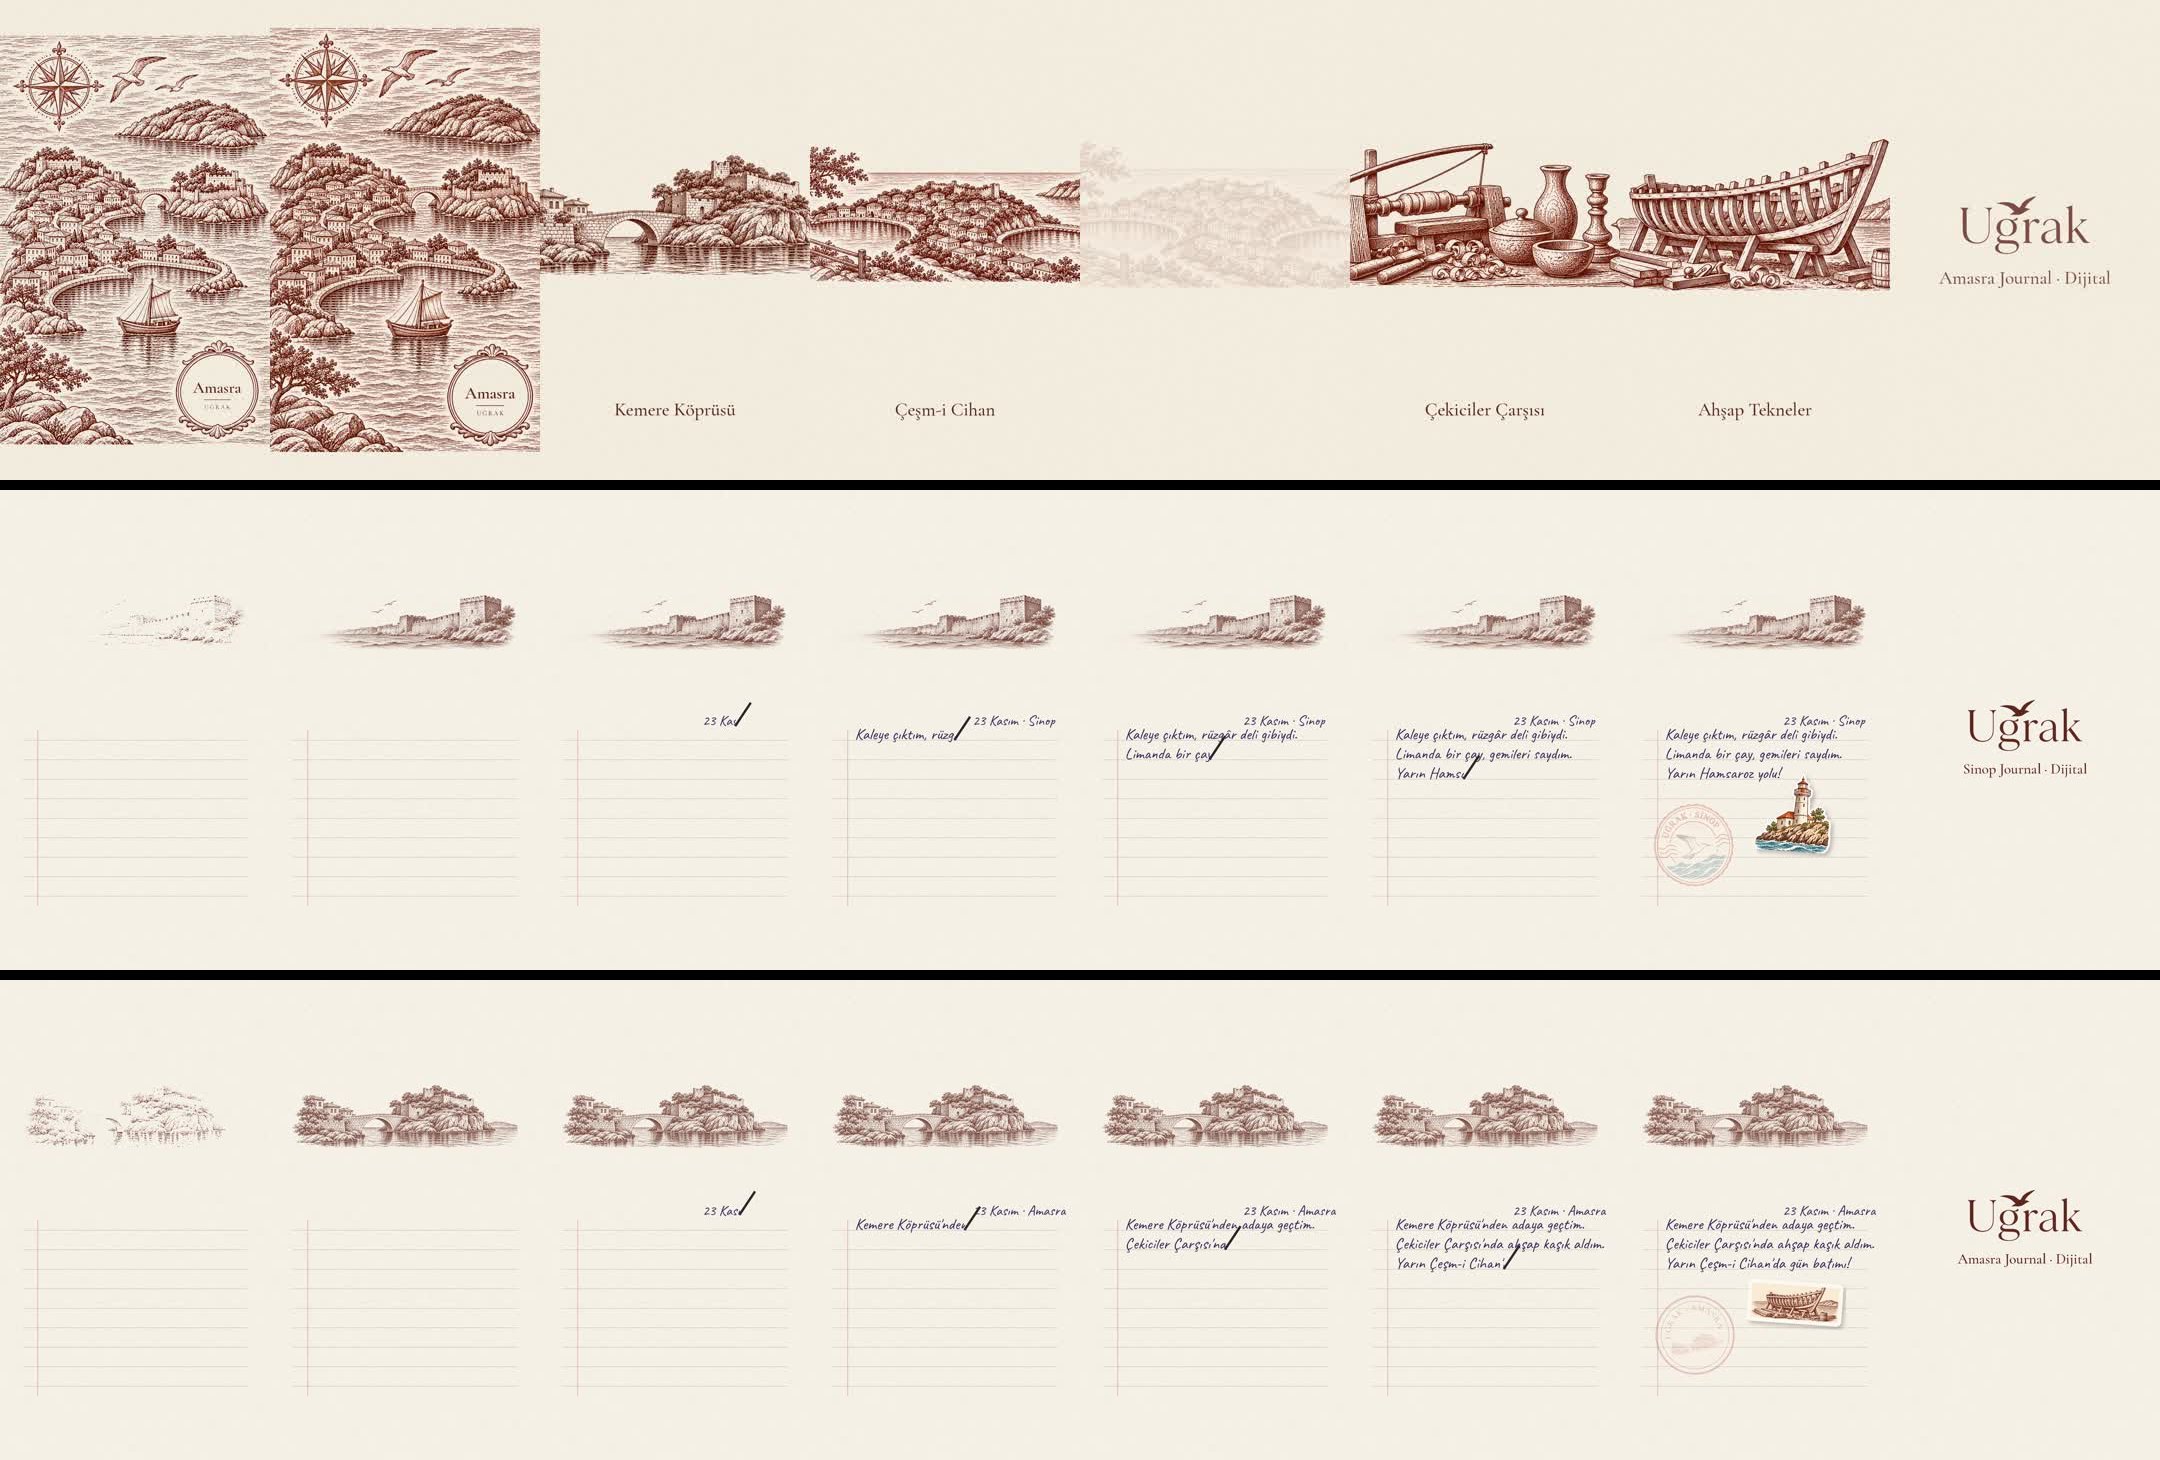 Amasra
UĞRAK
Amasra
UĞRAK
Kemere Köprüsü
Çeşm-i Cihan
Çekiciler Çarşısı
Ahşap Tekneler
Uğrak
Amasra Journal · Dijital
23 Kas
23 Kasım · Sinop
Kaleye çıktım, rüzg
23 Kasım · Sinop
Kaleye çıktım, rüzgâr deli gibiydi.
Limanda bir çay
23 Kasım · Sinop
Kaleye çıktım, rüzgâr deli gibiydi.
Limanda bir çay, gemileri saydım.
Yarın Hams
23 Kasım · Sinop
Kaleye çıktım, rüzgâr deli gibiydi.
Limanda bir çay, gemileri saydım.
Yarın Hamsaroz yolu!
UĞRAK · SİNOP
Uğrak
Sinop Journal · Dijital
23 Kas
23 Kasım · Amasra
Kemere Köprüsü'nden
23 Kasım · Amasra
Kemere Köprüsü'nden adaya geçtim.
Çekiciler Çarşısı'nd
23 Kasım · Amasra
Kemere Köprüsü'nden adaya geçtim.
Çekiciler Çarşısı'nda ahşap kaşık aldım.
Yarın Çeşm-i Cihan'
23 Kasım · Amasra
Kemere Köprüsü'nden adaya geçtim.
Çekiciler Çarşısı'nda ahşap kaşık aldım.
Yarın Çeşm-i Cihan'da gün batımı!
UĞRAK · AMASRA
Uğrak
Amasra Journal · Dijital